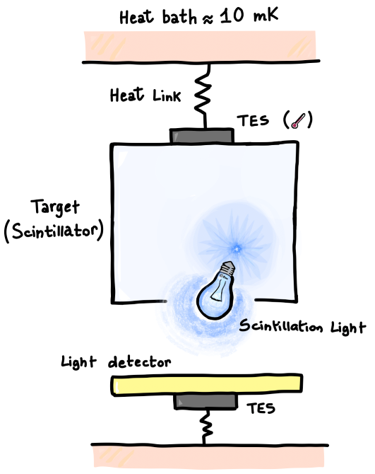 Heat bath ≈ 10 mK
Heat Link
TES ( )
Target
(Scintillator)
Scintillation Light
Light detector
TES